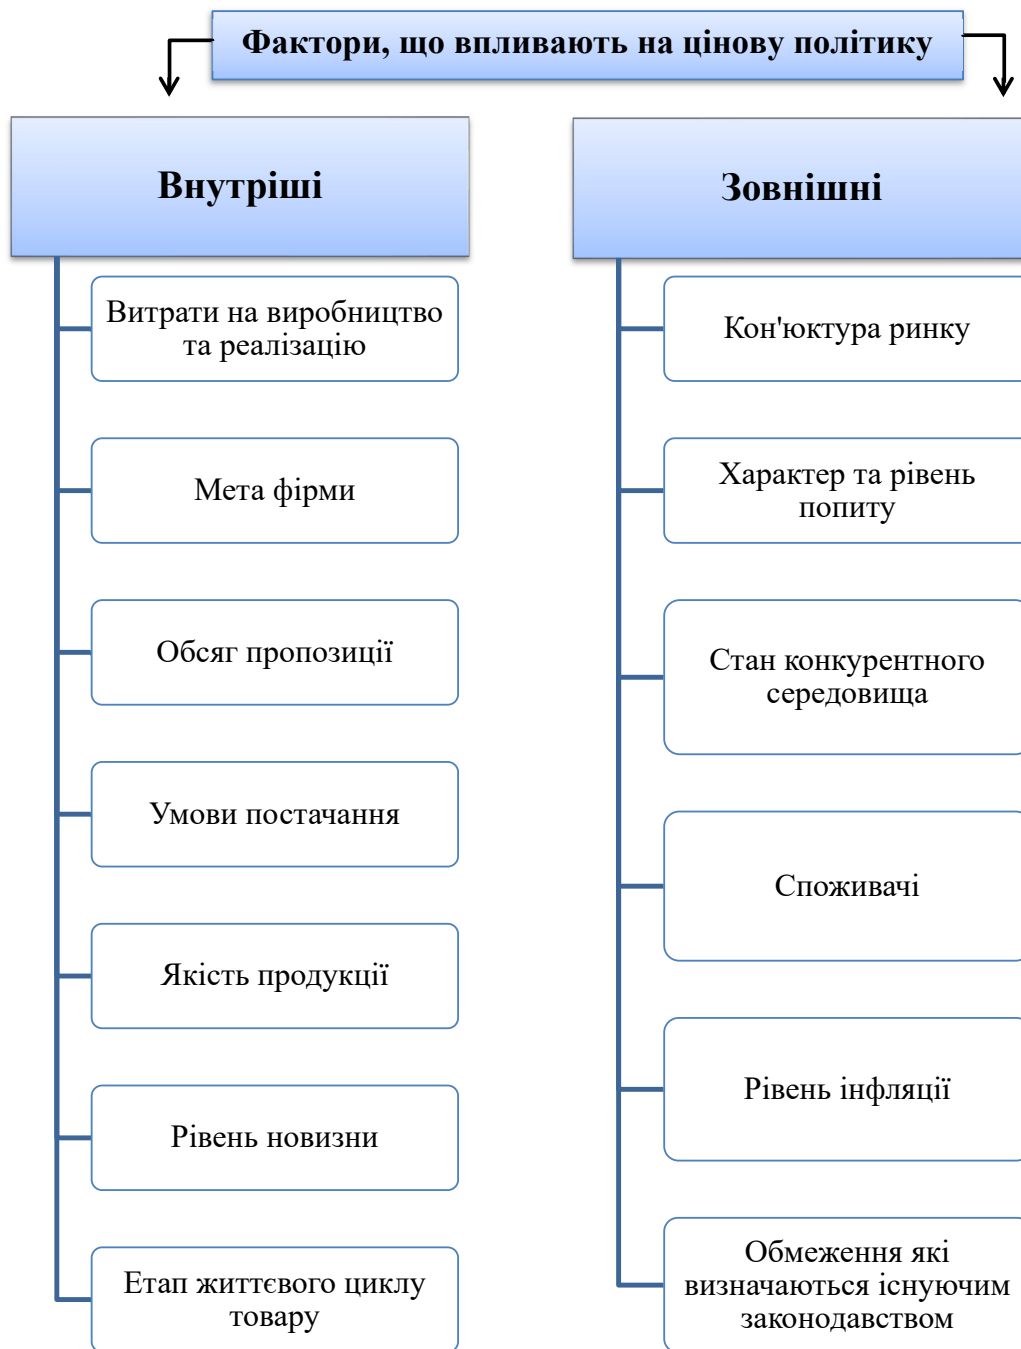 Фактори, що впливають на цінову політику
Внутріші
Витрати на виробництво
та реалізацію
Мета фірми
Обсяг пропозиції
Умови постачання
Якість продукції
Рівень новизни
Етап життєвого циклу
товару
Зовнішні
Кон'юктура ринку
Характер та рівень
попиту
Стан конкурентного
середовища
Споживачі
Рівень інфляції
Обмеження які
визначаються існуючим
законодавством